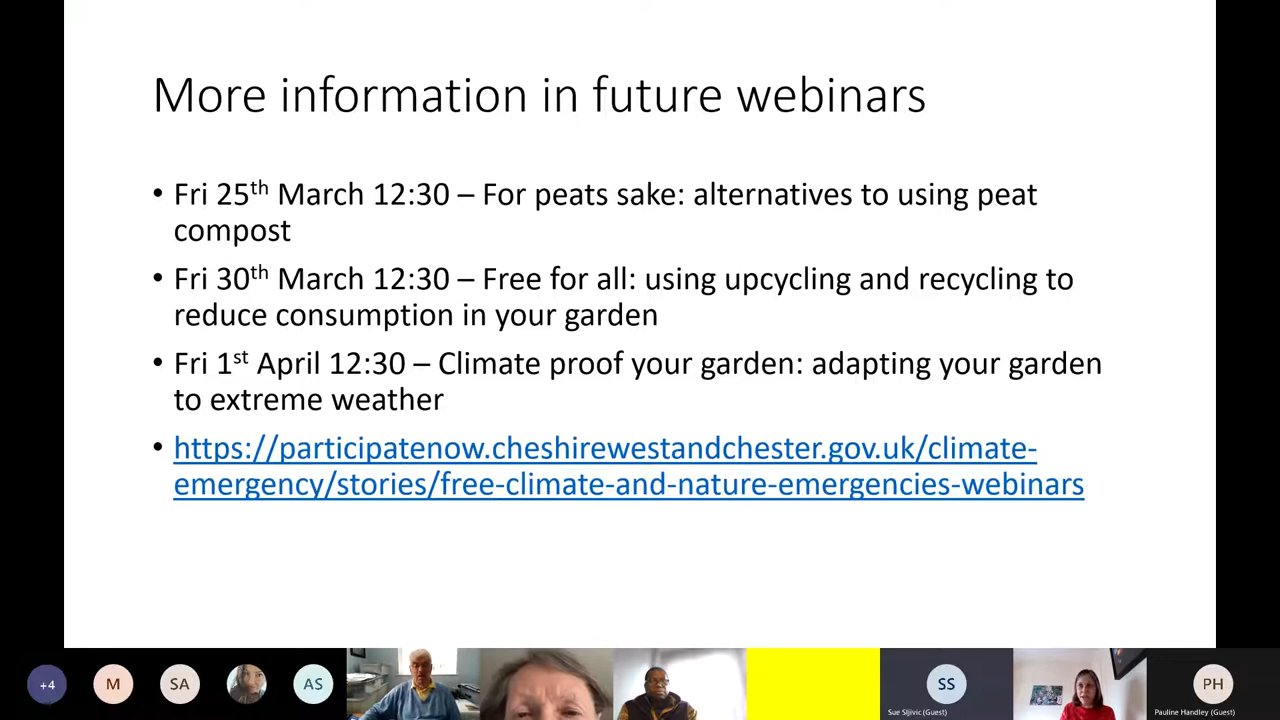 More information in future webinars
• Fri 25th March 12:30 – For peats sake: alternatives to using peat
compost
• Fri 30th March 12:30 – Free for all: using upcycling and recycling to
reduce consumption in your garden
• Fri 1st April 12:30 – Climate proof your garden: adapting your garden
to extreme weather
• https://participatenow.cheshirewestandchester.gov.uk/climate-
emergency/stories/free-climate-and-nature-emergencies-webinars
+4 M SA AS SS PH
Sue Sljivic (Guest) Pauline Handley (Guest)